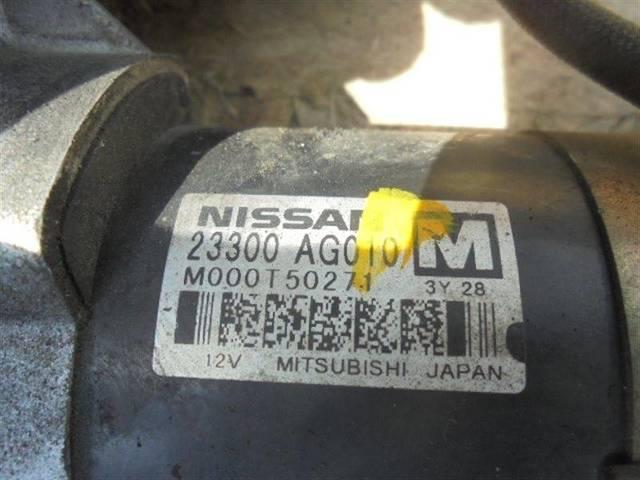 NISSAN
23300 AG010
M
M000T50271
3Y 28
12V MITSUBISHI JAPAN